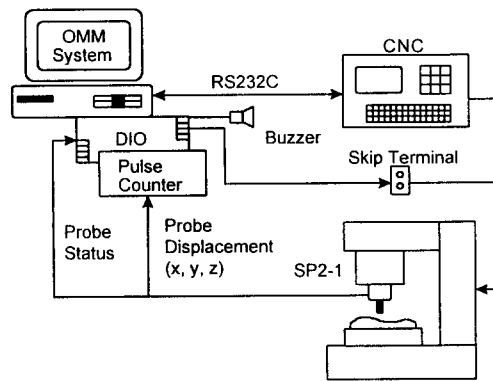 OMM
System
CNC
RS232C
Buzzer
DIO
Pulse
Counter
Skip Terminal
Probe
Status
Probe
Displacement
(x, y, z)
SP2-1